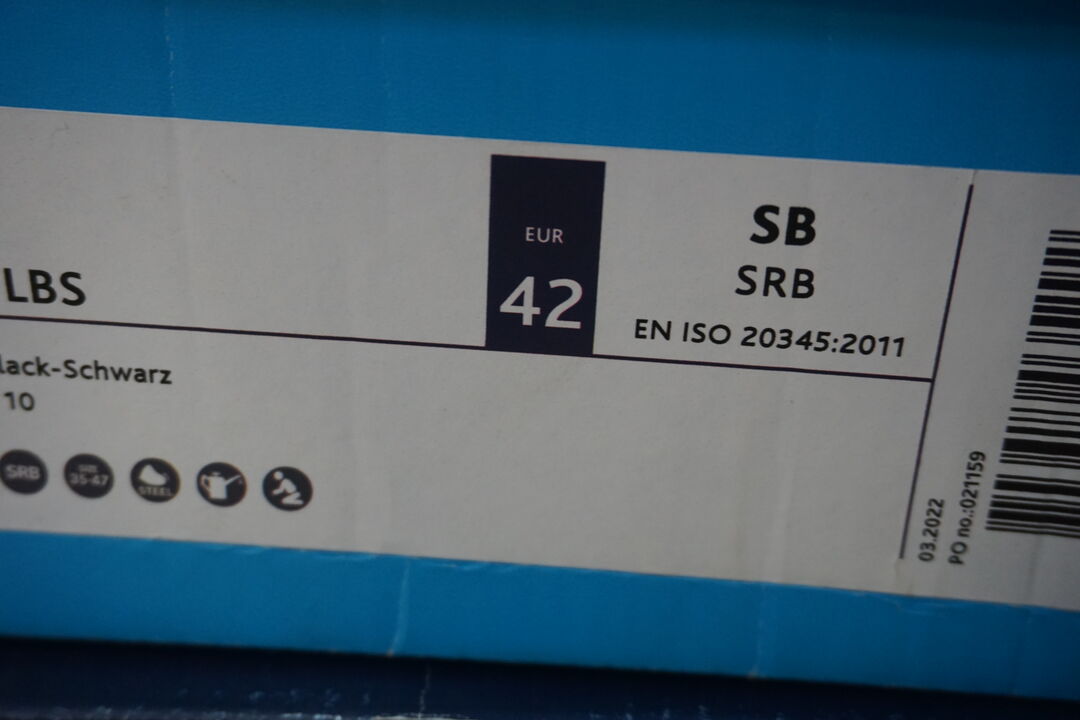 LBS
EUR
42
SB
SRB
EN ISO 20345:2011
lack-Schwarz
10
SRB
SIZE
35-47
STEEL
03.2022
PO no.:021159